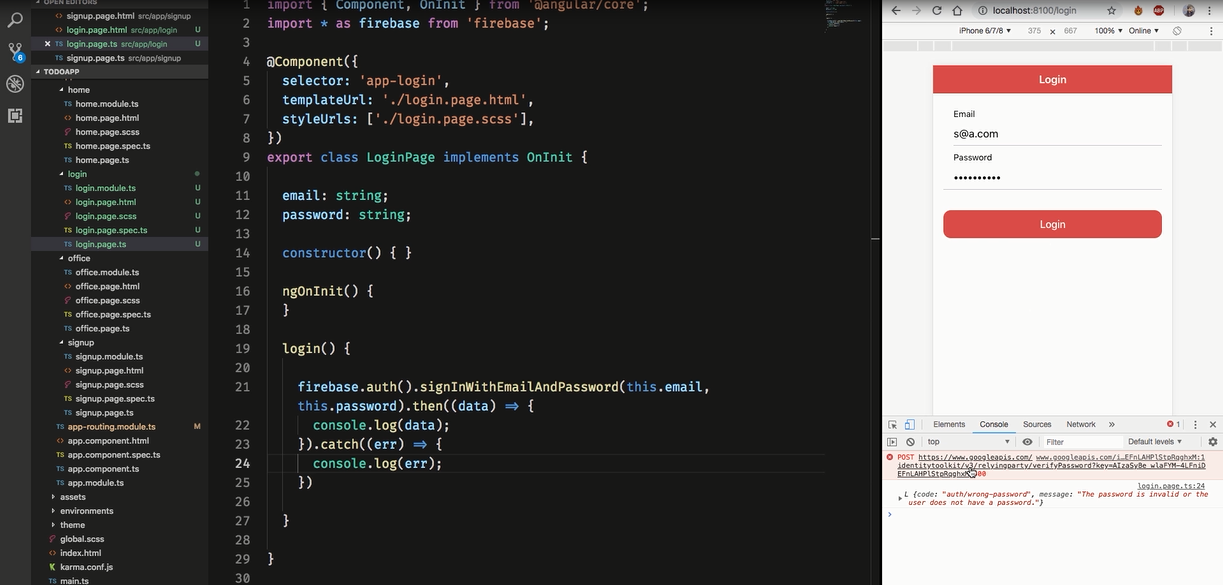 OPEN EDITORS
signup.page.html src/app/signup
login.page.html src/app/login U
TS login.page.ts src/app/login U
TS signup.page.ts src/app/signup
6
TODOAPP
home
TS home.module.ts
home.page.html
home.page.scss
TS home.page.spec.ts
TS home.page.ts
login
TS login.module.ts U
login.page.html U
login.page.scss U
TS login.page.spec.ts U
TS login.page.ts U
office
TS office.module.ts
office.page.html
office.page.scss
TS office.page.spec.ts
TS office.page.ts
signup
TS signup.module.ts
signup.page.html
signup.page.scss
TS signup.page.spec.ts
TS signup.page.ts
TS app-routing.module.ts M
app.component.html
TS app.component.spec.ts
TS app.component.ts
TS app.module.ts
assets
environments
theme
global.scss
index.html
karma.conf.js
TS main.ts
1 import { Component, OnInit } from '@angular/core';
2 import * as firebase from 'firebase';
3
4 @Component({
5 selector: 'app-login',
6 templateUrl: './login.page.html',
7 styleUrls: ['./login.page.scss'],
8 })
9 export class LoginPage implements OnInit {
10
11 email: string;
12 password: string;
13
14 constructor() { }
15
16 ngOnInit() {
17 }
18
19 login() {
20
21 firebase.auth().signInWithEmailAndPassword(this.email,
this.password).then((data) ⇒ {
22 console.log(data);
23 }).catch((err) ⇒ {
24 console.log(err);
25 })
26
27 }
28
29 }
30
localhost:8100/login
iPhone 6/7/8 ▼ 375 × 667 100% ▼ Online ▼
Login
Email
s@a.com
Password
••••••••••
Login
Elements Console Sources Network » 1
top ▼ Filter Default levels ▼
POST https://www.googleapis.com/ www.googleapis.com/i…EFnLAHPlStpRqghxM:1
login.page.ts:24
L {code: "auth/wrong-password", message: "The password is invalid or the
user does not have a password."}